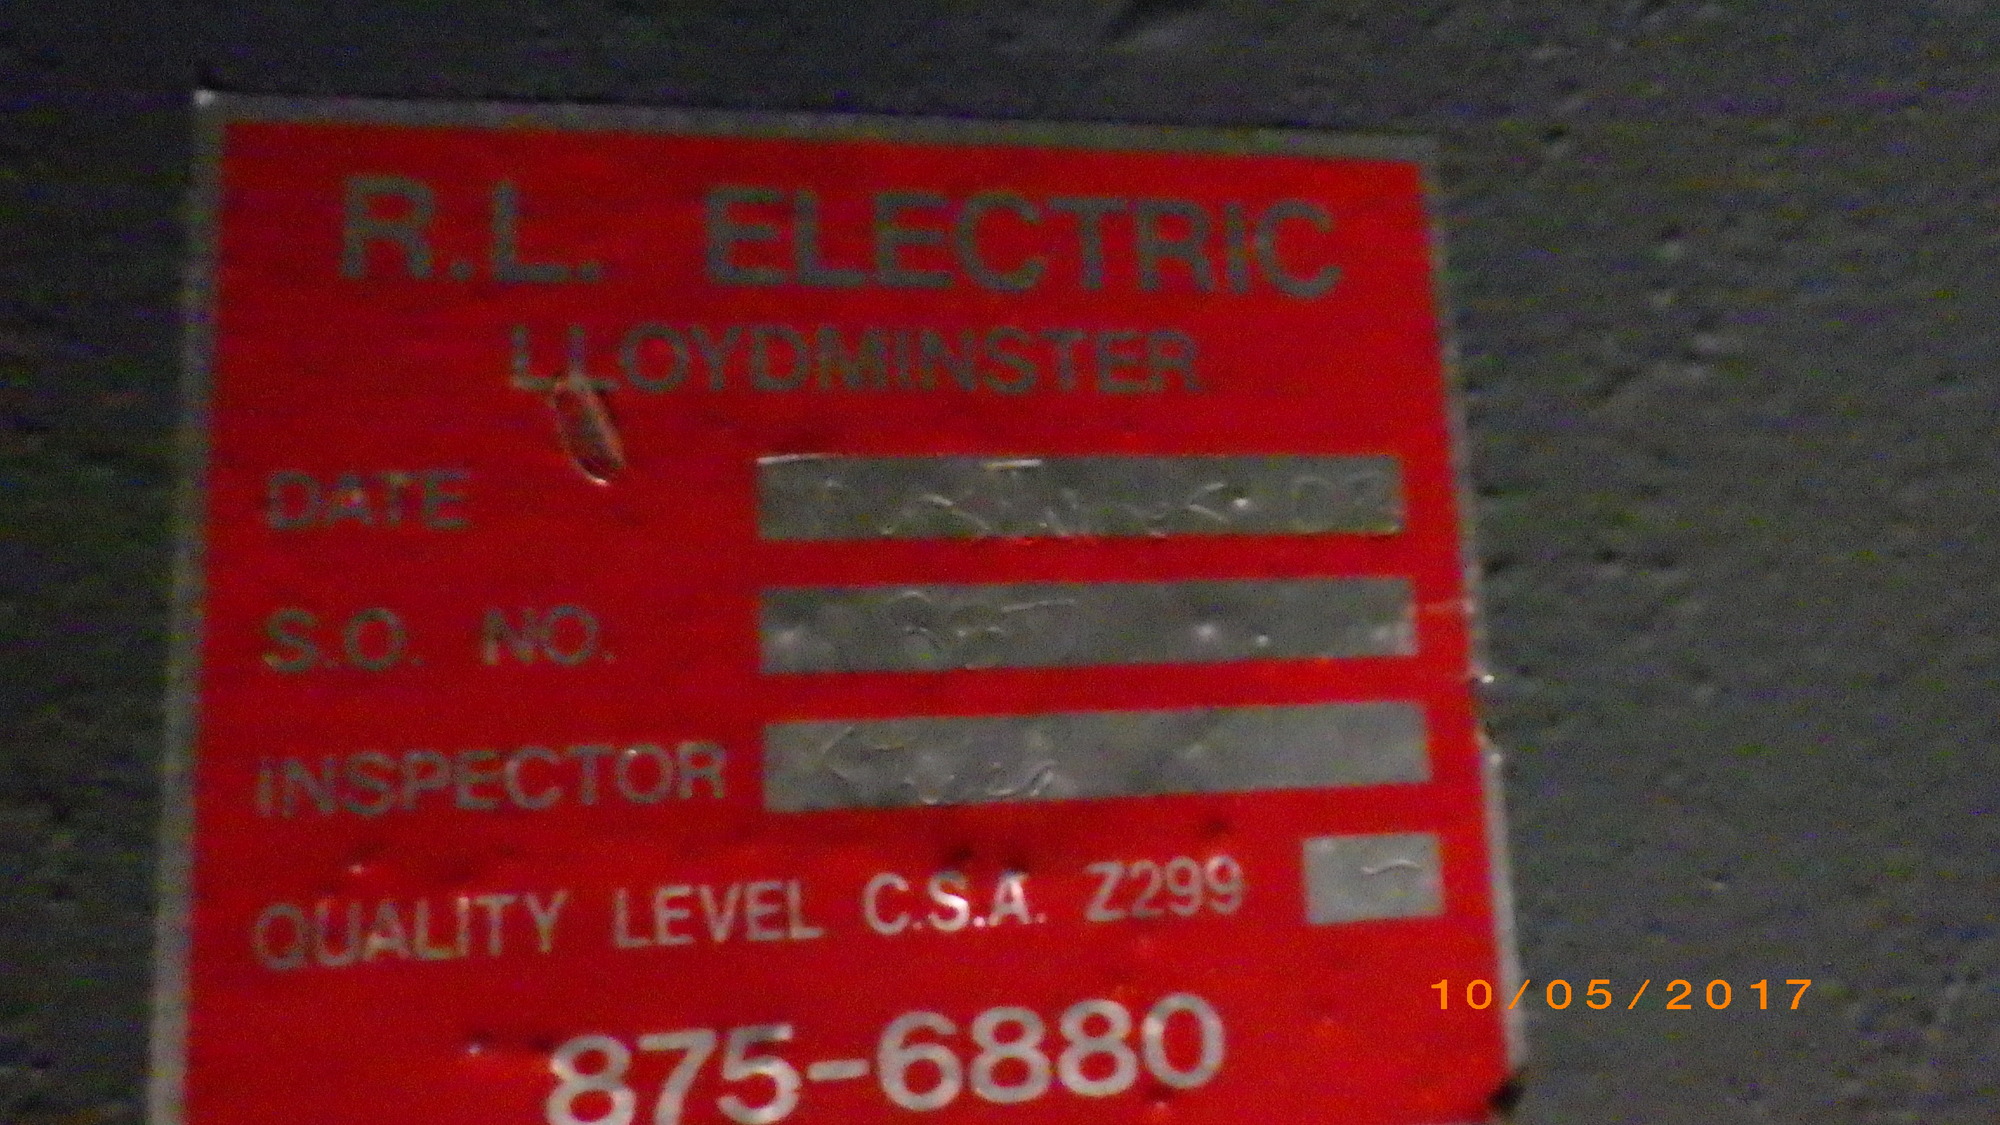 R.L. ELECTRIC
LLOYDMINSTER
DATE
S.O. NO.
INSPECTOR
QUALITY LEVEL C.S.A. Z299
875-6880
10/05/2017